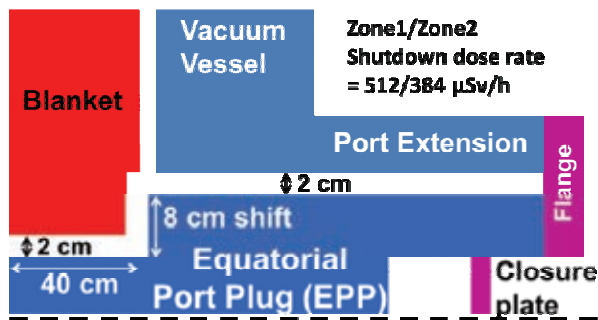 Vacuum
Vessel
Zone1/Zone2
Shutdown dose rate
= 512/384 µSv/h
Blanket
Port Extension
Flange
2 cm
8 cm shift
2 cm
40 cm
Equatorial
Port Plug (EPP)
Closure
plate